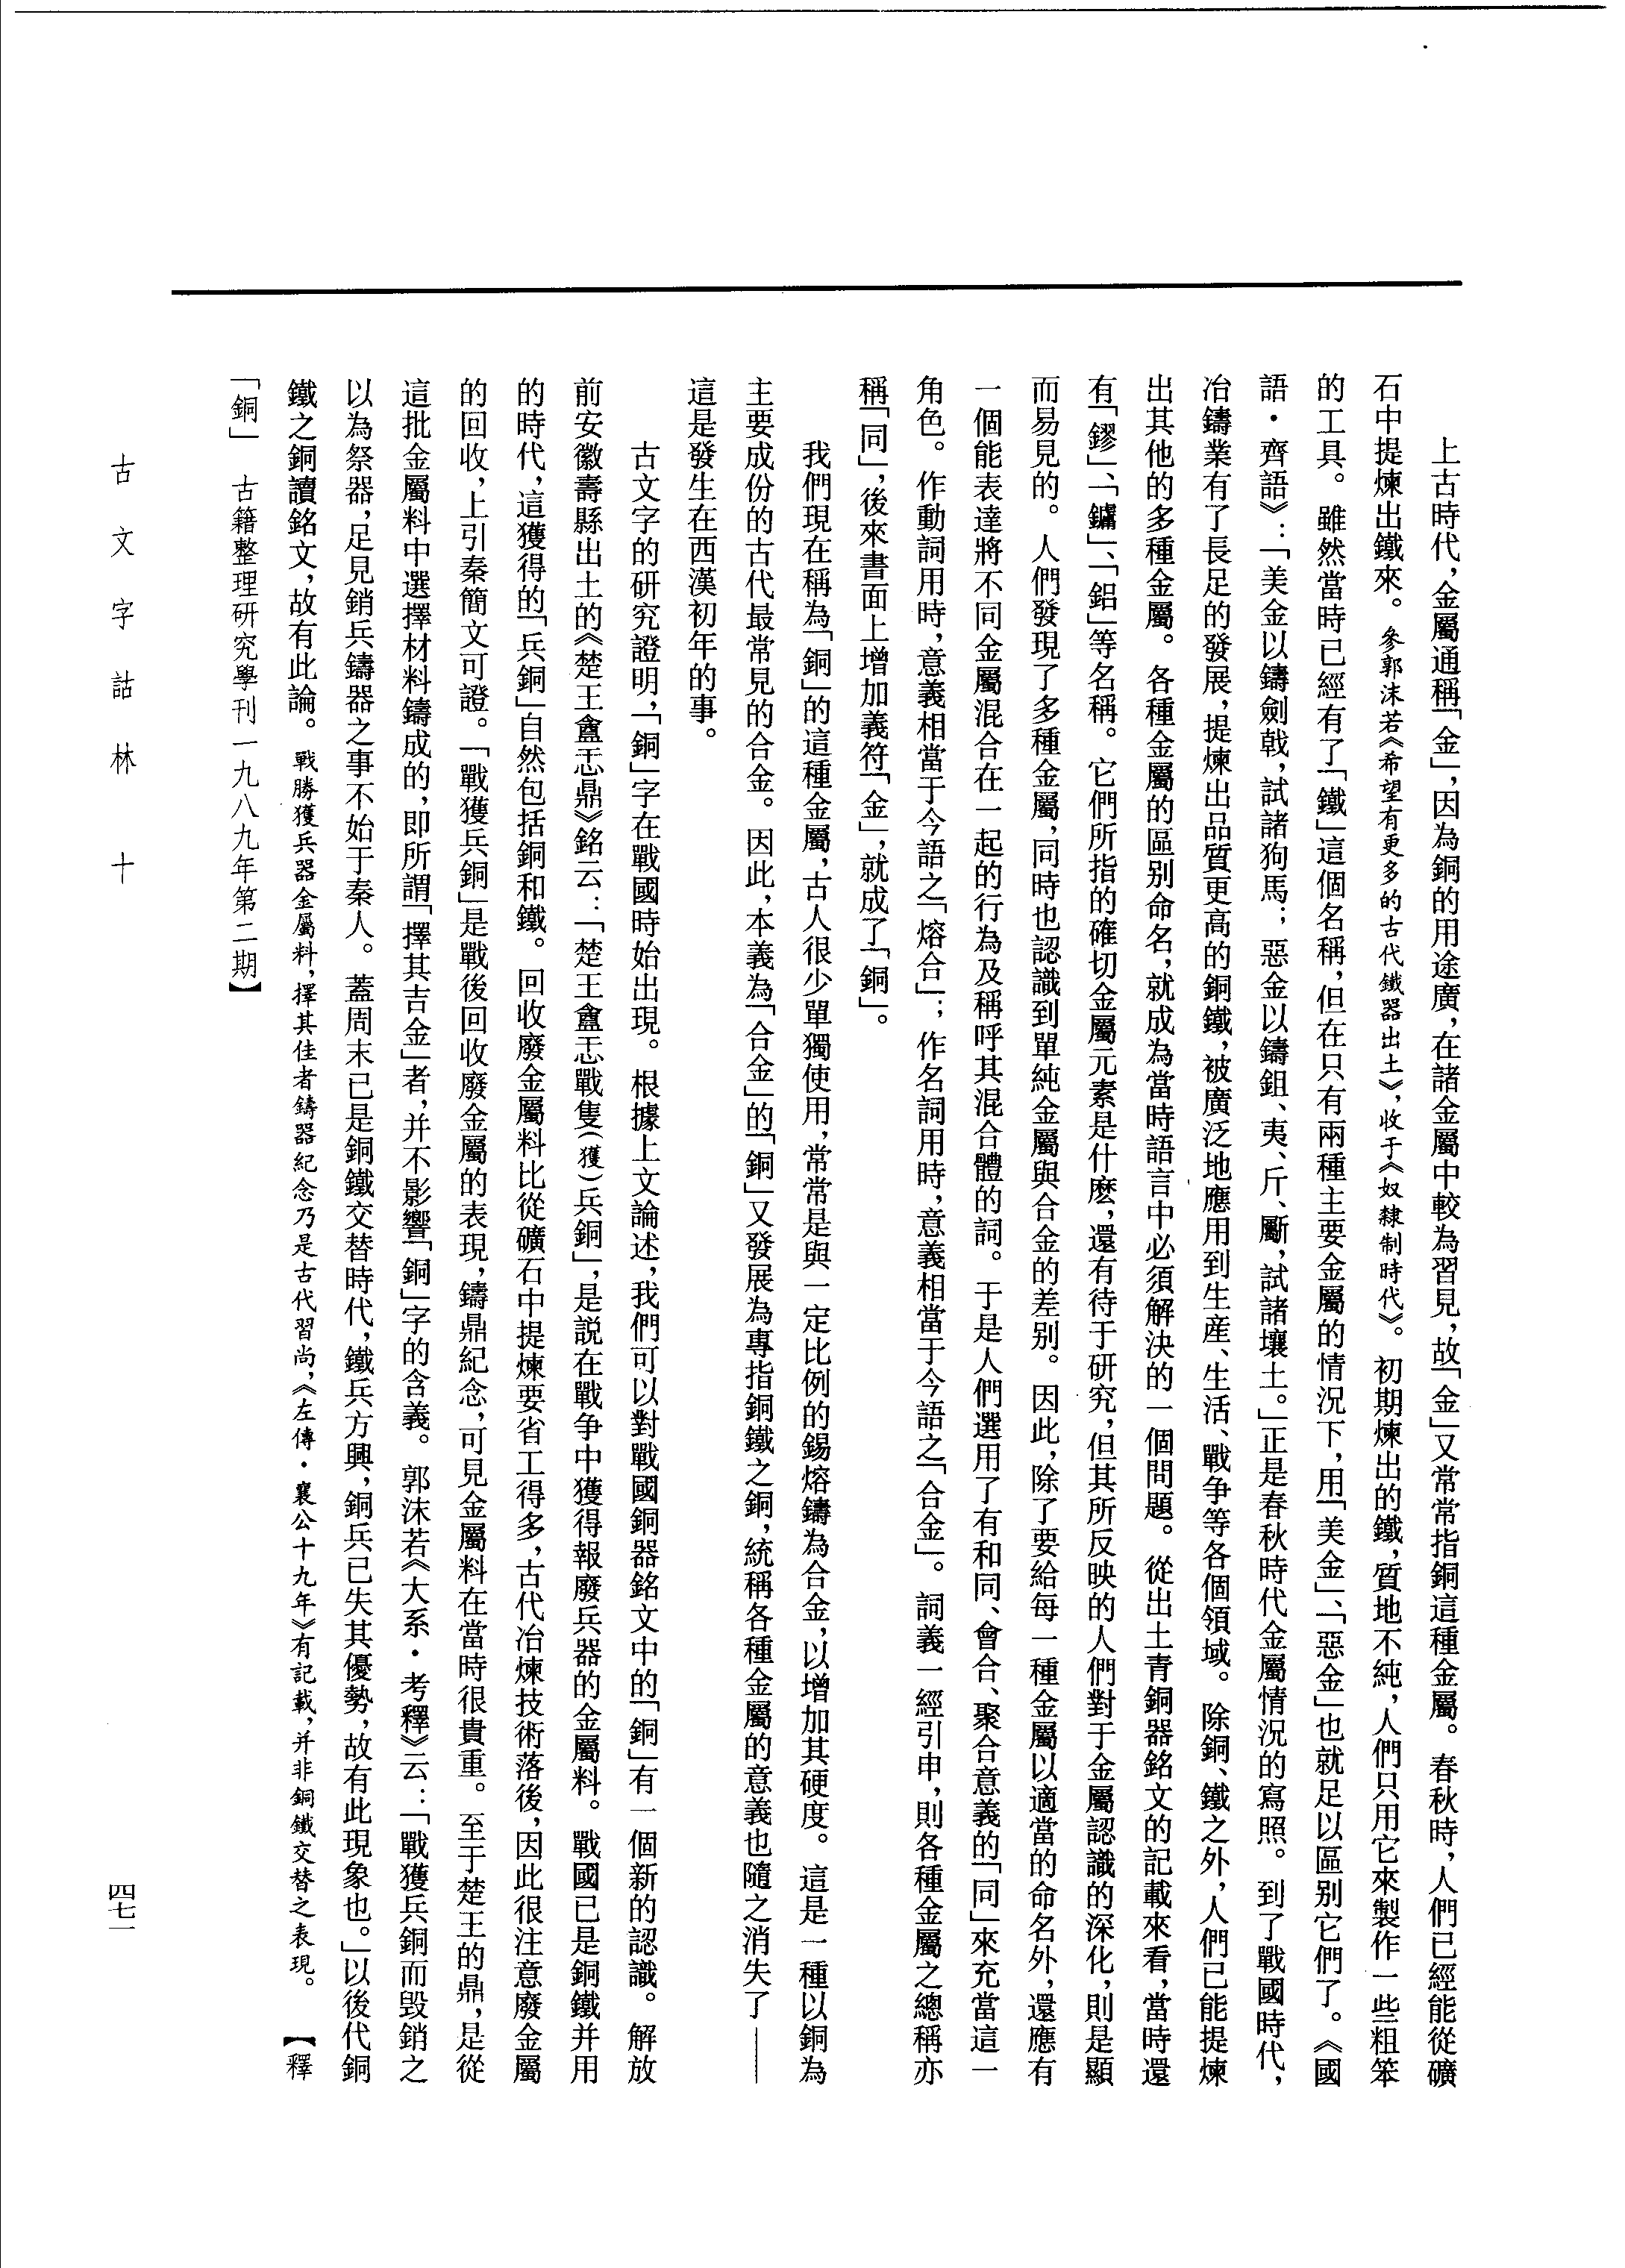 上古時代，金屬通稱「金」，因為銅的用途廣，在諸金屬中較為習見，故「金」又常常指銅這種金屬。春秋時，人們已經能從礦
石中提煉出鐵來。參郭沫若《希望有更多的古代鐵器出土》，收于《奴隸制時代》。初期煉出的鐵，質地不純，人們只用它來製作一些粗笨
的工具。雖然當時已經有了「鐵」這個名稱，但在只有兩種主要金屬的情況下，用「美金」、「惡金」也就足以區别它們了。《國
語·齊語》：「美金以鑄劍戟，試諸狗馬；惡金以鑄鉏、夷、斤、斸，試諸壤土。」正是春秋時代金屬情況的寫照。到了戰國時代，
冶鑄業有了長足的發展，提煉出品質更高的銅鐵，被廣泛地應用到生産、生活、戰争等各個領域。除銅、鐵之外，人們已能提煉
出其他的多種金屬。各種金屬的區别命名，就成為當時語言中必須解決的一個問題。從出土青銅器銘文的記載來看，當時還
有「鏐」、「鏞」、「鋁」等名稱。它們所指的確切金屬元素是什麽，還有待于研究，但其所反映的人們對于金屬認識的深化，則是顯
而易見的。人們發現了多種金屬，同時也認識到單純金屬與合金的差别。因此，除了要給每一種金屬以適當的命名外，還應有
一個能表達將不同金屬混合在一起的行為及稱呼其混合體的詞。于是人們選用了有和同、會合、聚合意義的「同」來充當這一
角色。作動詞用時，意義相當于今語之「熔合」；作名詞用時，意義相當于今語之「合金」。詞義一經引申，則各種金屬之總稱亦
稱「同」，後來書面上增加義符「金」，就成了「銅」。
我們現在稱為「銅」的這種金屬，古人很少單獨使用，常常是與一定比例的錫熔鑄為合金，以增加其硬度。這是一種以銅為
主要成份的古代最常見的合金。因此，本義為「合金」的「銅」又發展為專指銅鐵之銅，統稱各種金屬的意義也隨之消失了——
這是發生在西漢初年的事。
古文字的研究證明，「銅」字在戰國時始出現。根據上文論述，我們可以對戰國銅器銘文中的「銅」有一個新的認識。解放
前安徽壽縣出土的《楚王酓忎鼎》銘云：「楚王酓忎戰隻（獲）兵銅」，是説在戰争中獲得報廢兵器的金屬料。戰國已是銅鐵并用
的時代，這獲得的「兵銅」自然包括銅和鐵。回收廢金屬料比從礦石中提煉要省工得多，古代冶煉技術落後，因此很注意廢金屬
的回收，上引秦簡文可證。「戰獲兵銅」是戰後回收廢金屬的表現，鑄鼎紀念，可見金屬料在當時很貴重。至于楚王的鼎，是從
這批金屬料中選擇材料鑄成的，即所謂「擇其吉金」者，并不影響「銅」字的含義。郭沫若《大系·考釋》云：「戰獲兵銅而毁銷之
以為祭器，足見銷兵鑄器之事不始于秦人。蓋周末已是銅鐵交替時代，鐵兵方興，銅兵已失其優勢，故有此現象也。」以後代銅
鐵之銅讀銘文，故有此論。戰勝獲兵器金屬料，擇其佳者鑄器紀念乃是古代習尚，《左傳·襄公十九年》有記載，并非銅鐵交替之表現。【釋
「銅」 古籍整理研究學刊一九八九年第二期】
古文字詁林 十
四七一